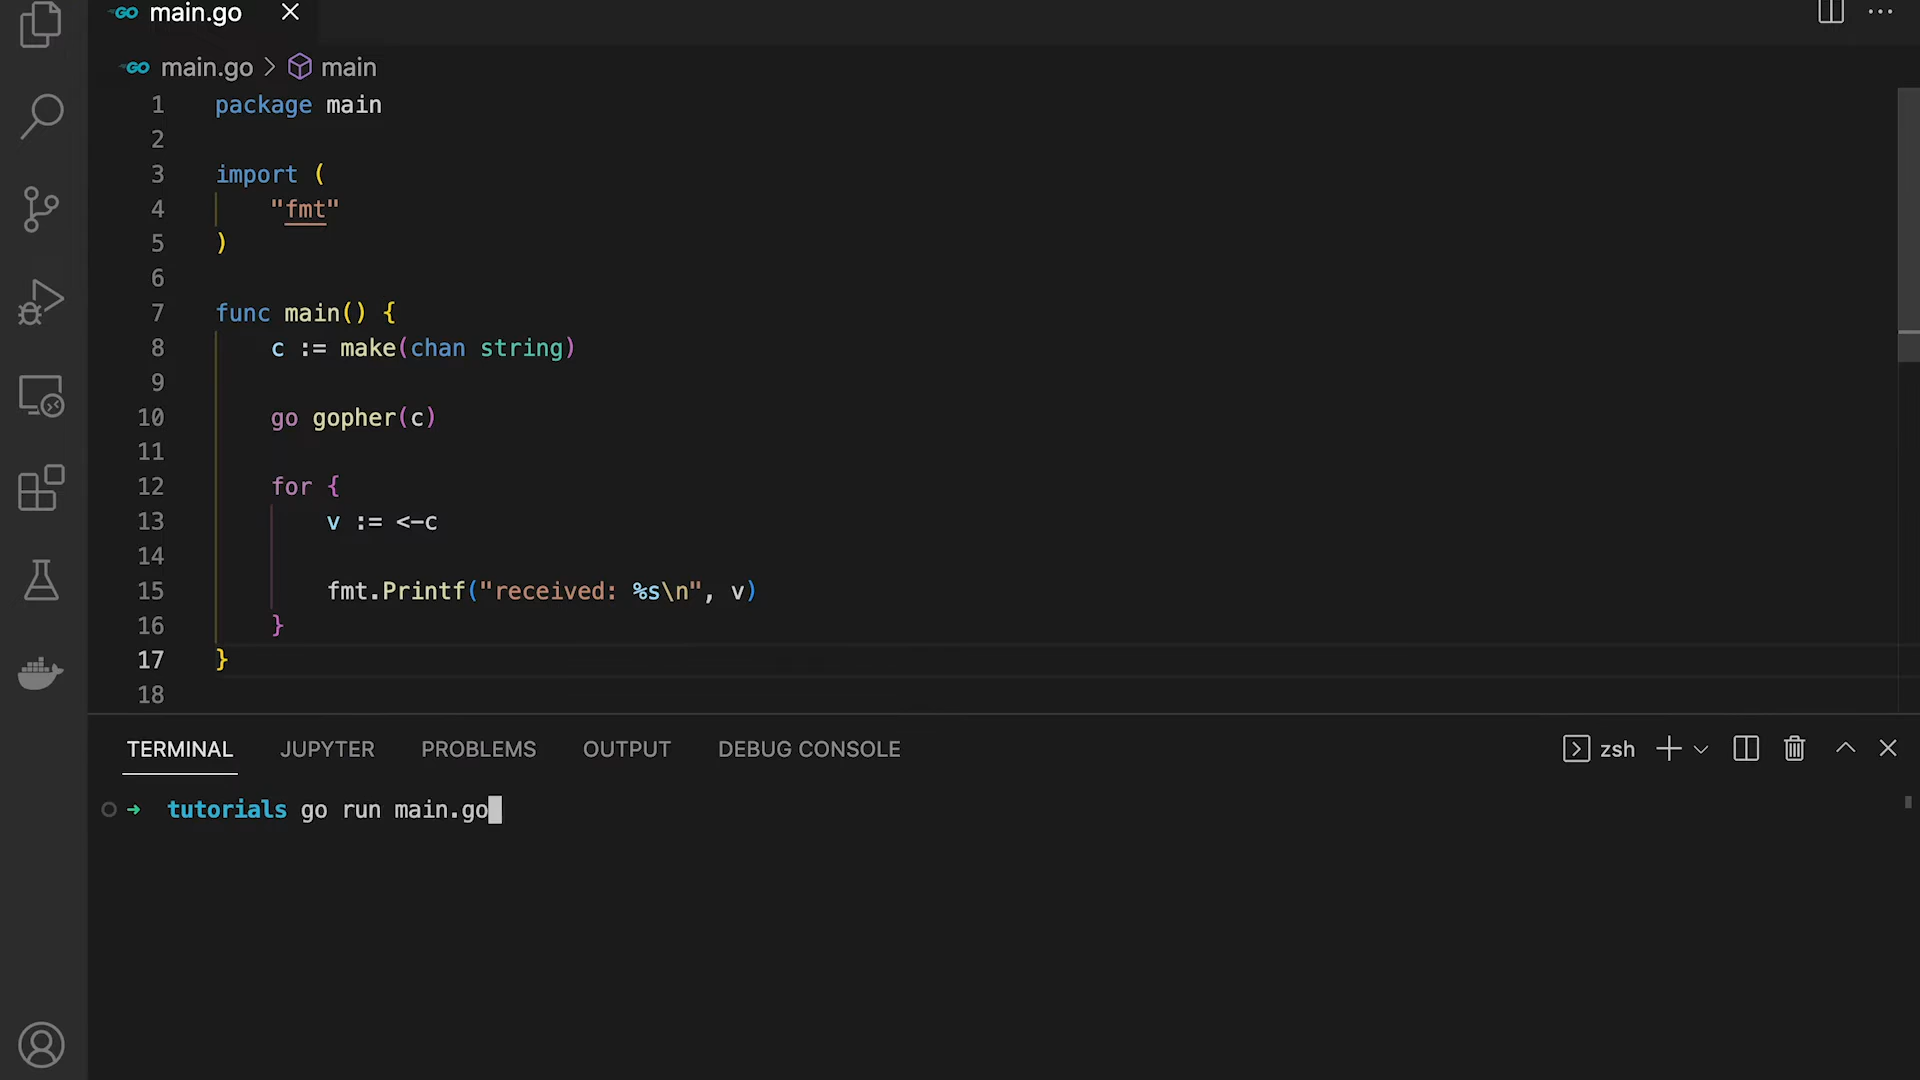 GO main.go
GO main.go > main
1 package main
2
3 import (
4 "fmt"
5 )
6
7 func main() {
8 c := make(chan string)
9
10 go gopher(c)
11
12 for {
13 v := <-c
14
15 fmt.Printf("received: %s\n", v)
16 }
17 }
18
TERMINAL JUPYTER PROBLEMS OUTPUT DEBUG CONSOLE zsh
→ tutorials go run main.go